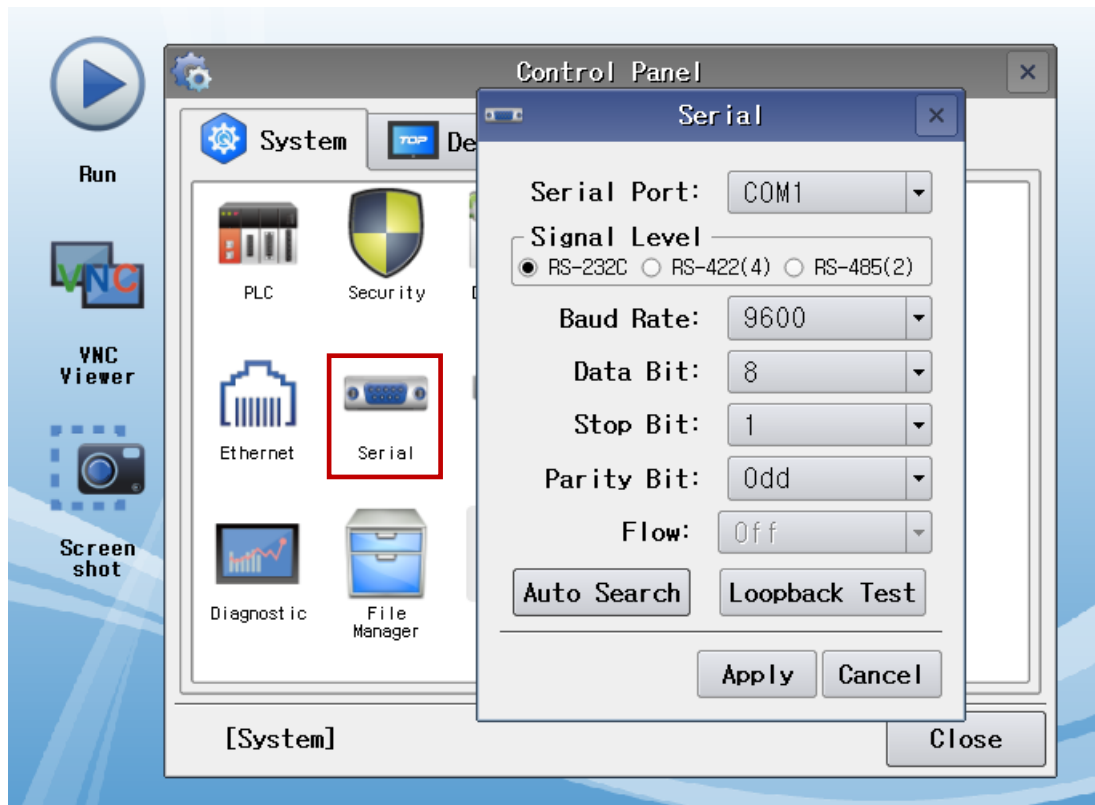 Control Panel
Serial
System
TOP
De
Run
VNC
VNC
Viewer
Screen
shot
PLC
Security
Ethernet
Serial
Diagnostic
File
Manager
Serial Port: COM1
Signal Level
RS-232C RS-422(4) RS-485(2)
Baud Rate: 9600
Data Bit: 8
Stop Bit: 1
Parity Bit: Odd
Flow: Off
Auto Search Loopback Test
Apply Cancel
[System]
Close